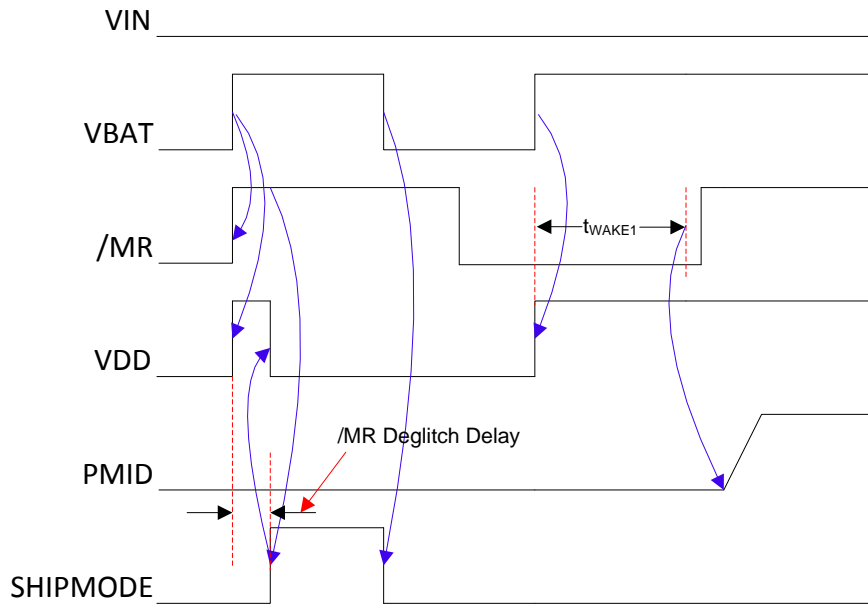 VIN
VBAT
/MR
tWAKE1
VDD
/MR Deglitch Delay
PMID
SHIPMODE